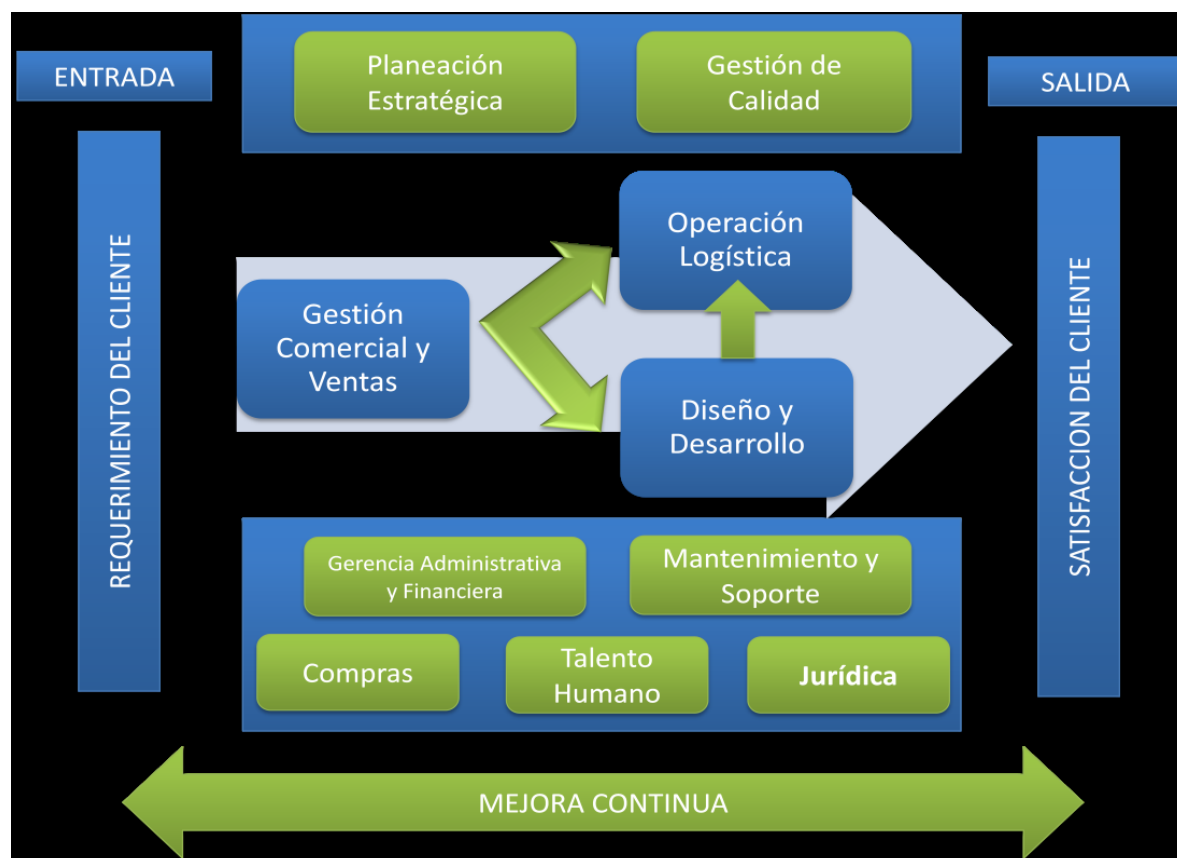 ENTRADA
Planeación
Estratégica
Gestión de
Calidad
SALIDA
REQUERIMIENTO DEL CLIENTE
Gestión
Comercial y
Ventas
Operación
Logística
Diseño y
Desarrollo
SATISFACCION DEL CLIENTE
Gerencia Administrativa
y Financiera
Mantenimiento y
Soporte
Compras
Talento
Humano
Jurídica
MEJORA CONTINUA